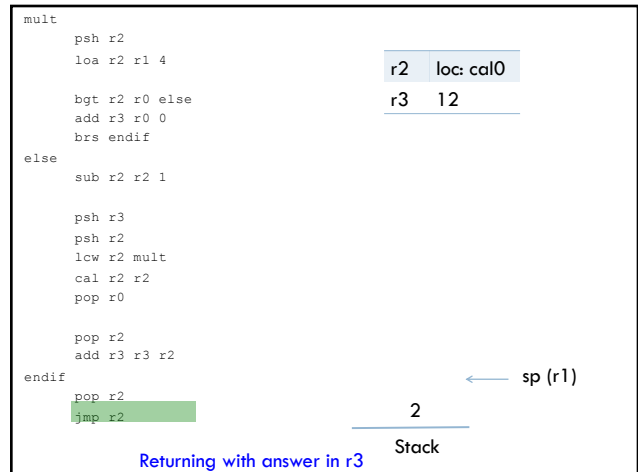 mult
psh r2
loa r2 r1 4
bgt r2 r0 else
add r3 r0 0
brs endif
else
sub r2 r2 1
psh r3
psh r2
lcw r2 mult
cal r2 r2
pop r0
pop r2
add r3 r3 r2
endif
pop r2
jmp r2
r2 loc: cal0
r3 12
sp (r1)
2
Stack
Returning with answer in r3